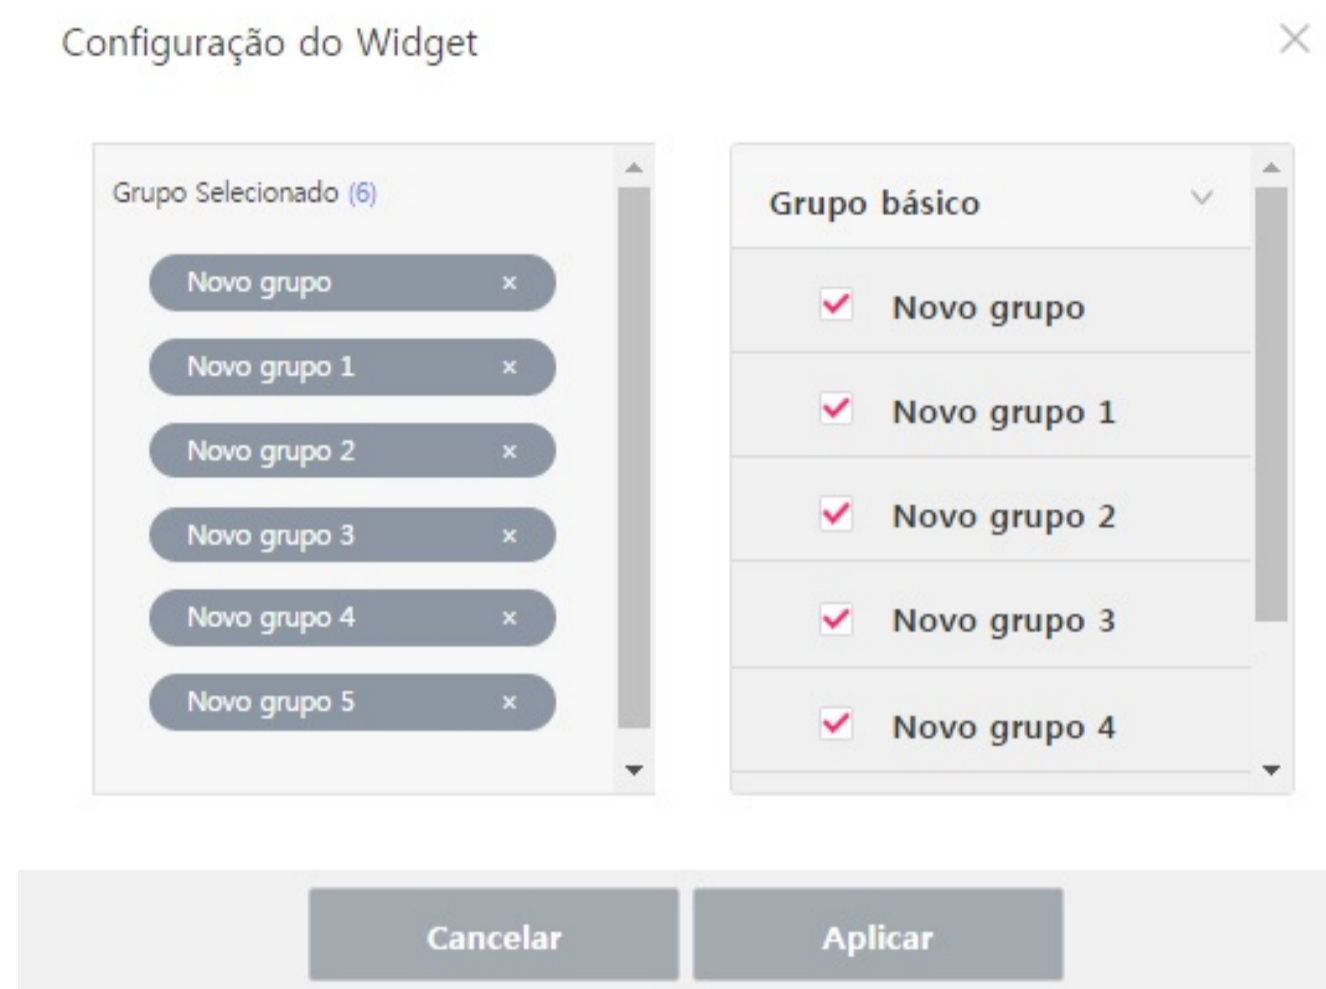 Configuração do Widget
Grupo Selecionado (6)
Novo grupo
Novo grupo 1
Novo grupo 2
Novo grupo 3
Novo grupo 4
Novo grupo 5
Grupo básico
Novo grupo
Novo grupo 1
Novo grupo 2
Novo grupo 3
Novo grupo 4
Cancelar
Aplicar